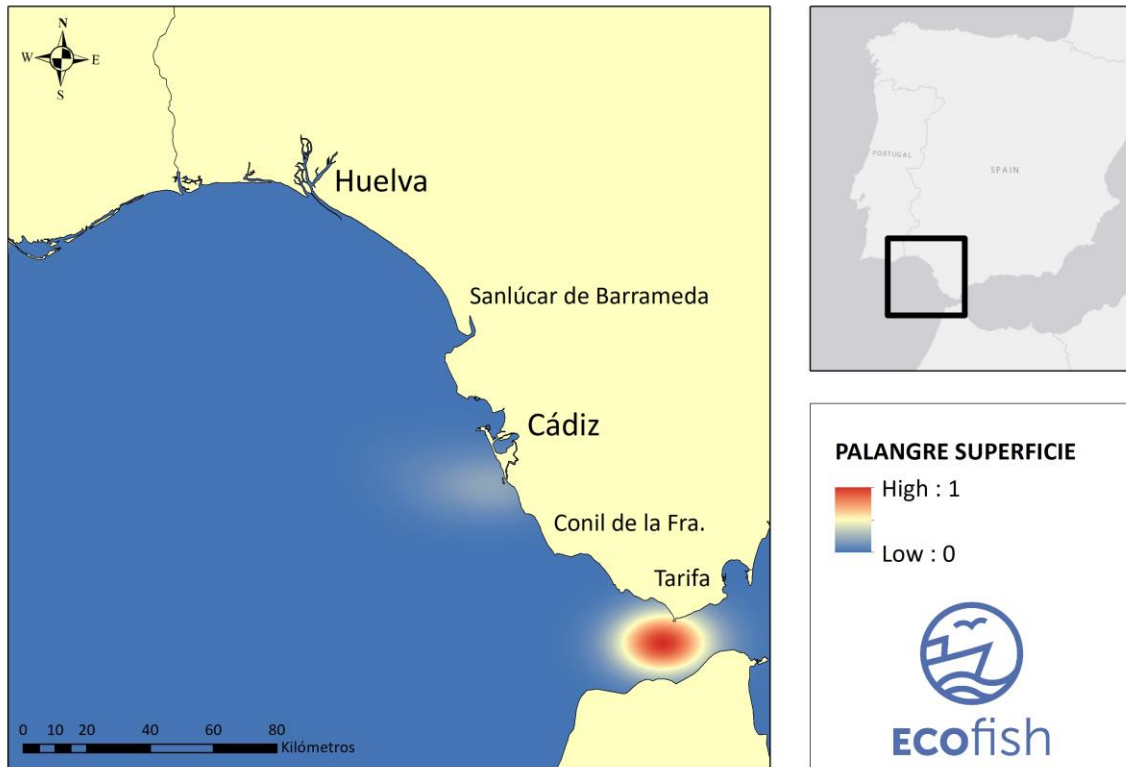 N
W E
S
Huelva
Sanlúcar de Barrameda
Cádiz
Conil de la Fra.
Tarifa
0 10 20 40 60 80
Kilómetros
PORTUGAL
SPAIN
PALANGRE SUPERFICIE
High : 1
Low : 0
ECOfish